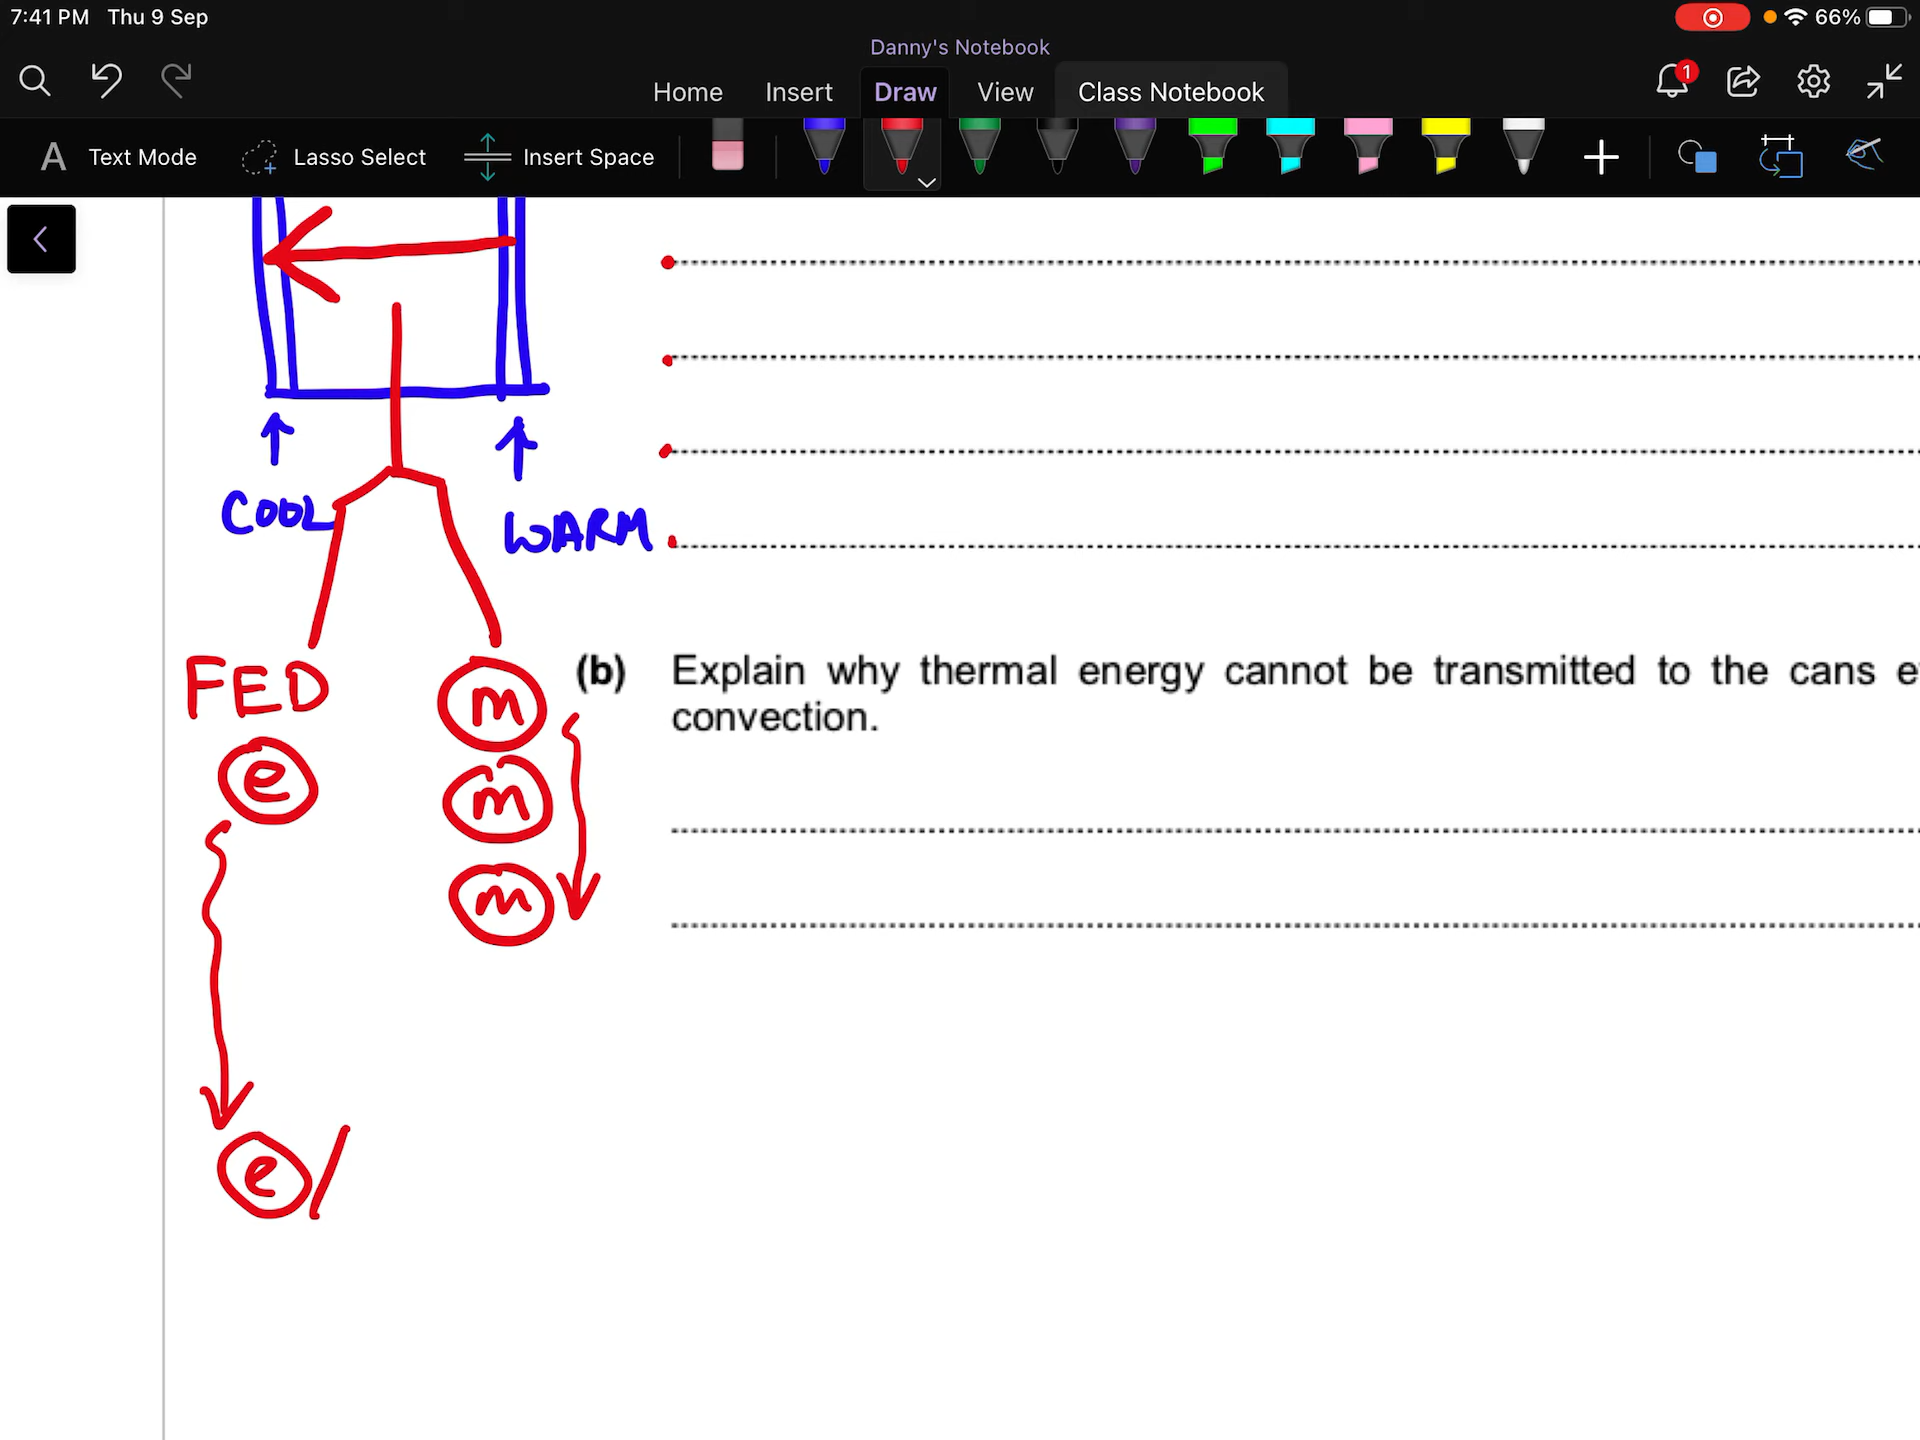 7:41 PM Thu 9 Sep
66%
Danny's Notebook
Home Insert Draw View Class Notebook
1
A Text Mode Lasso Select Insert Space
COOL
WARM
FED
m
(b) Explain why thermal energy cannot be transmitted to the cans e
convection.
e
m
m
e